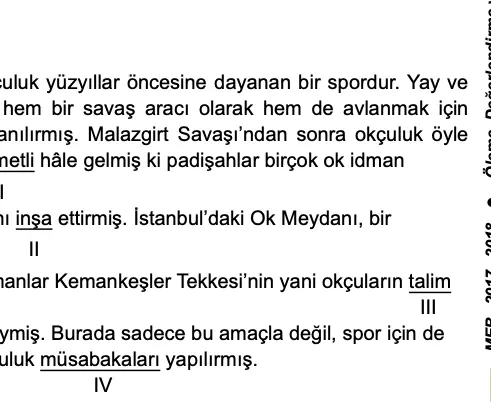 çuluk yüzyıllar öncesine dayanan bir spordur. Yay ve
hem bir savaş aracı olarak hem de avlanmak için
anılırmış. Malazgirt Savaşı’ndan sonra okçuluk öyle
metli hâle gelmiş ki padişahlar birçok ok idman
I
nı inşa ettirmiş. İstanbul’daki Ok Meydanı, bir
II
manlar Kemankeşler Tekkesi’nin yani okçuların talim
III
ymiş. Burada sadece bu amaçla değil, spor için de
uluk müsabakaları yapılırmış.
IV
MEB 2017 - 2018 ● Ölçme, Değerlendirme